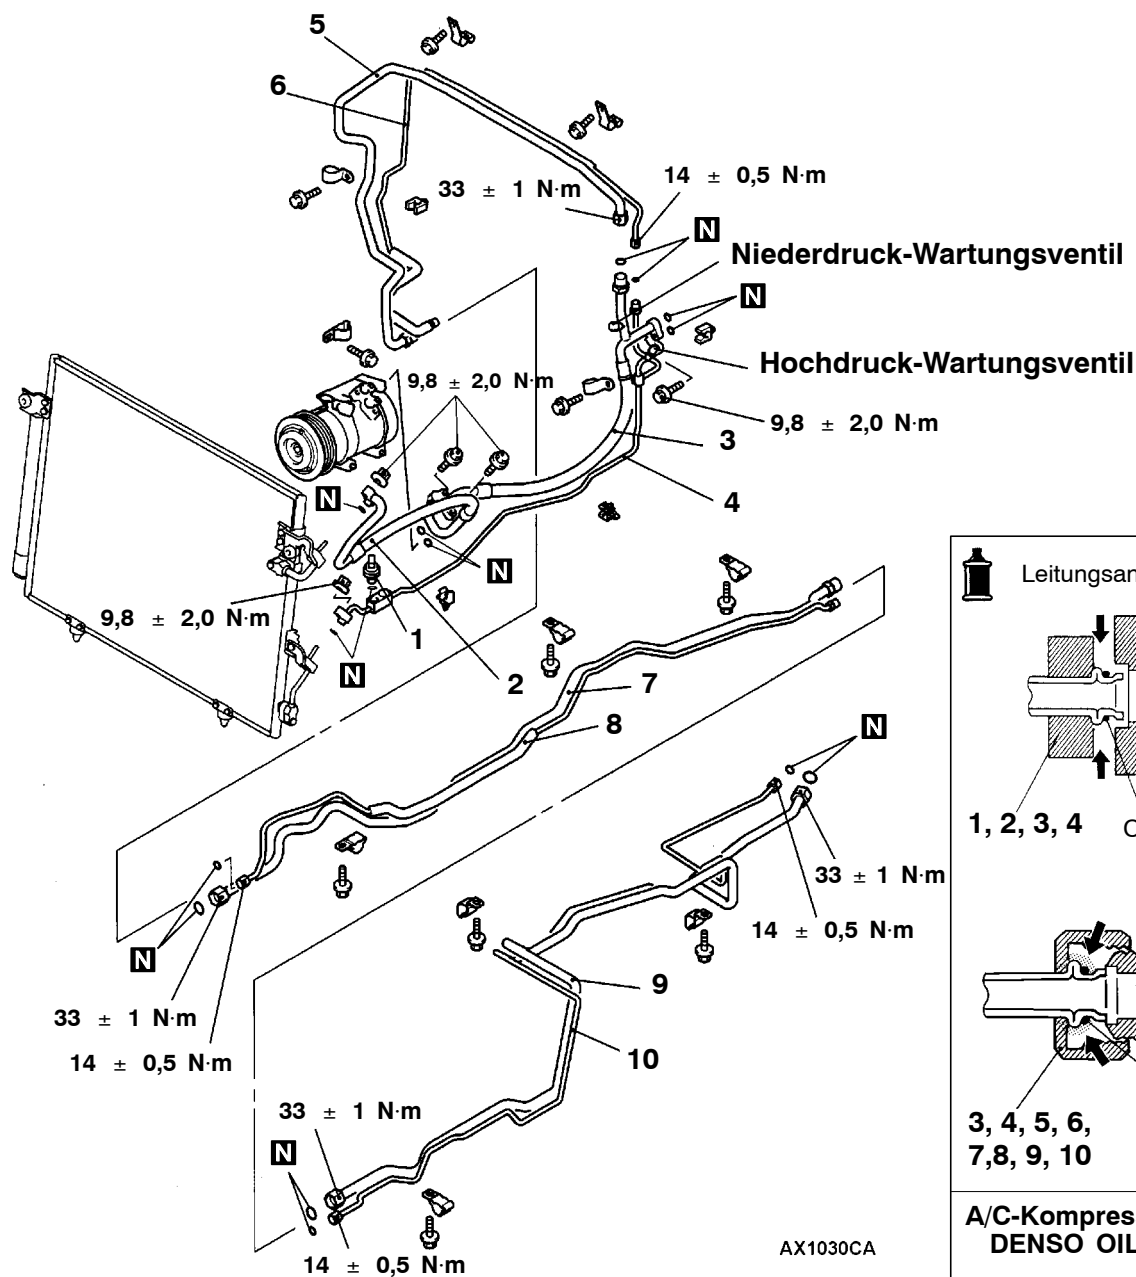 5
6
33 ± 1 N·m
14 ± 0,5 N·m
N
Niederdruck-Wartungsventil
N
Hochdruck-Wartungsventil
9,8 ± 2,0 N·m
9,8 ± 2,0 N·m
3
4
N
N
9,8 ± 2,0 N·m
1
N
2
7
8
N
33 ± 1 N·m
14 ± 0,5 N·m
N
33 ± 1 N·m
14 ± 0,5 N·m
9
10
33 ± 1 N·m
N
14 ± 0,5 N·m
AX1030CA
Leitungsan
1, 2, 3, 4
O
3, 4, 5, 6,
7,8, 9, 10
A/C-Kompres
DENSO OIL